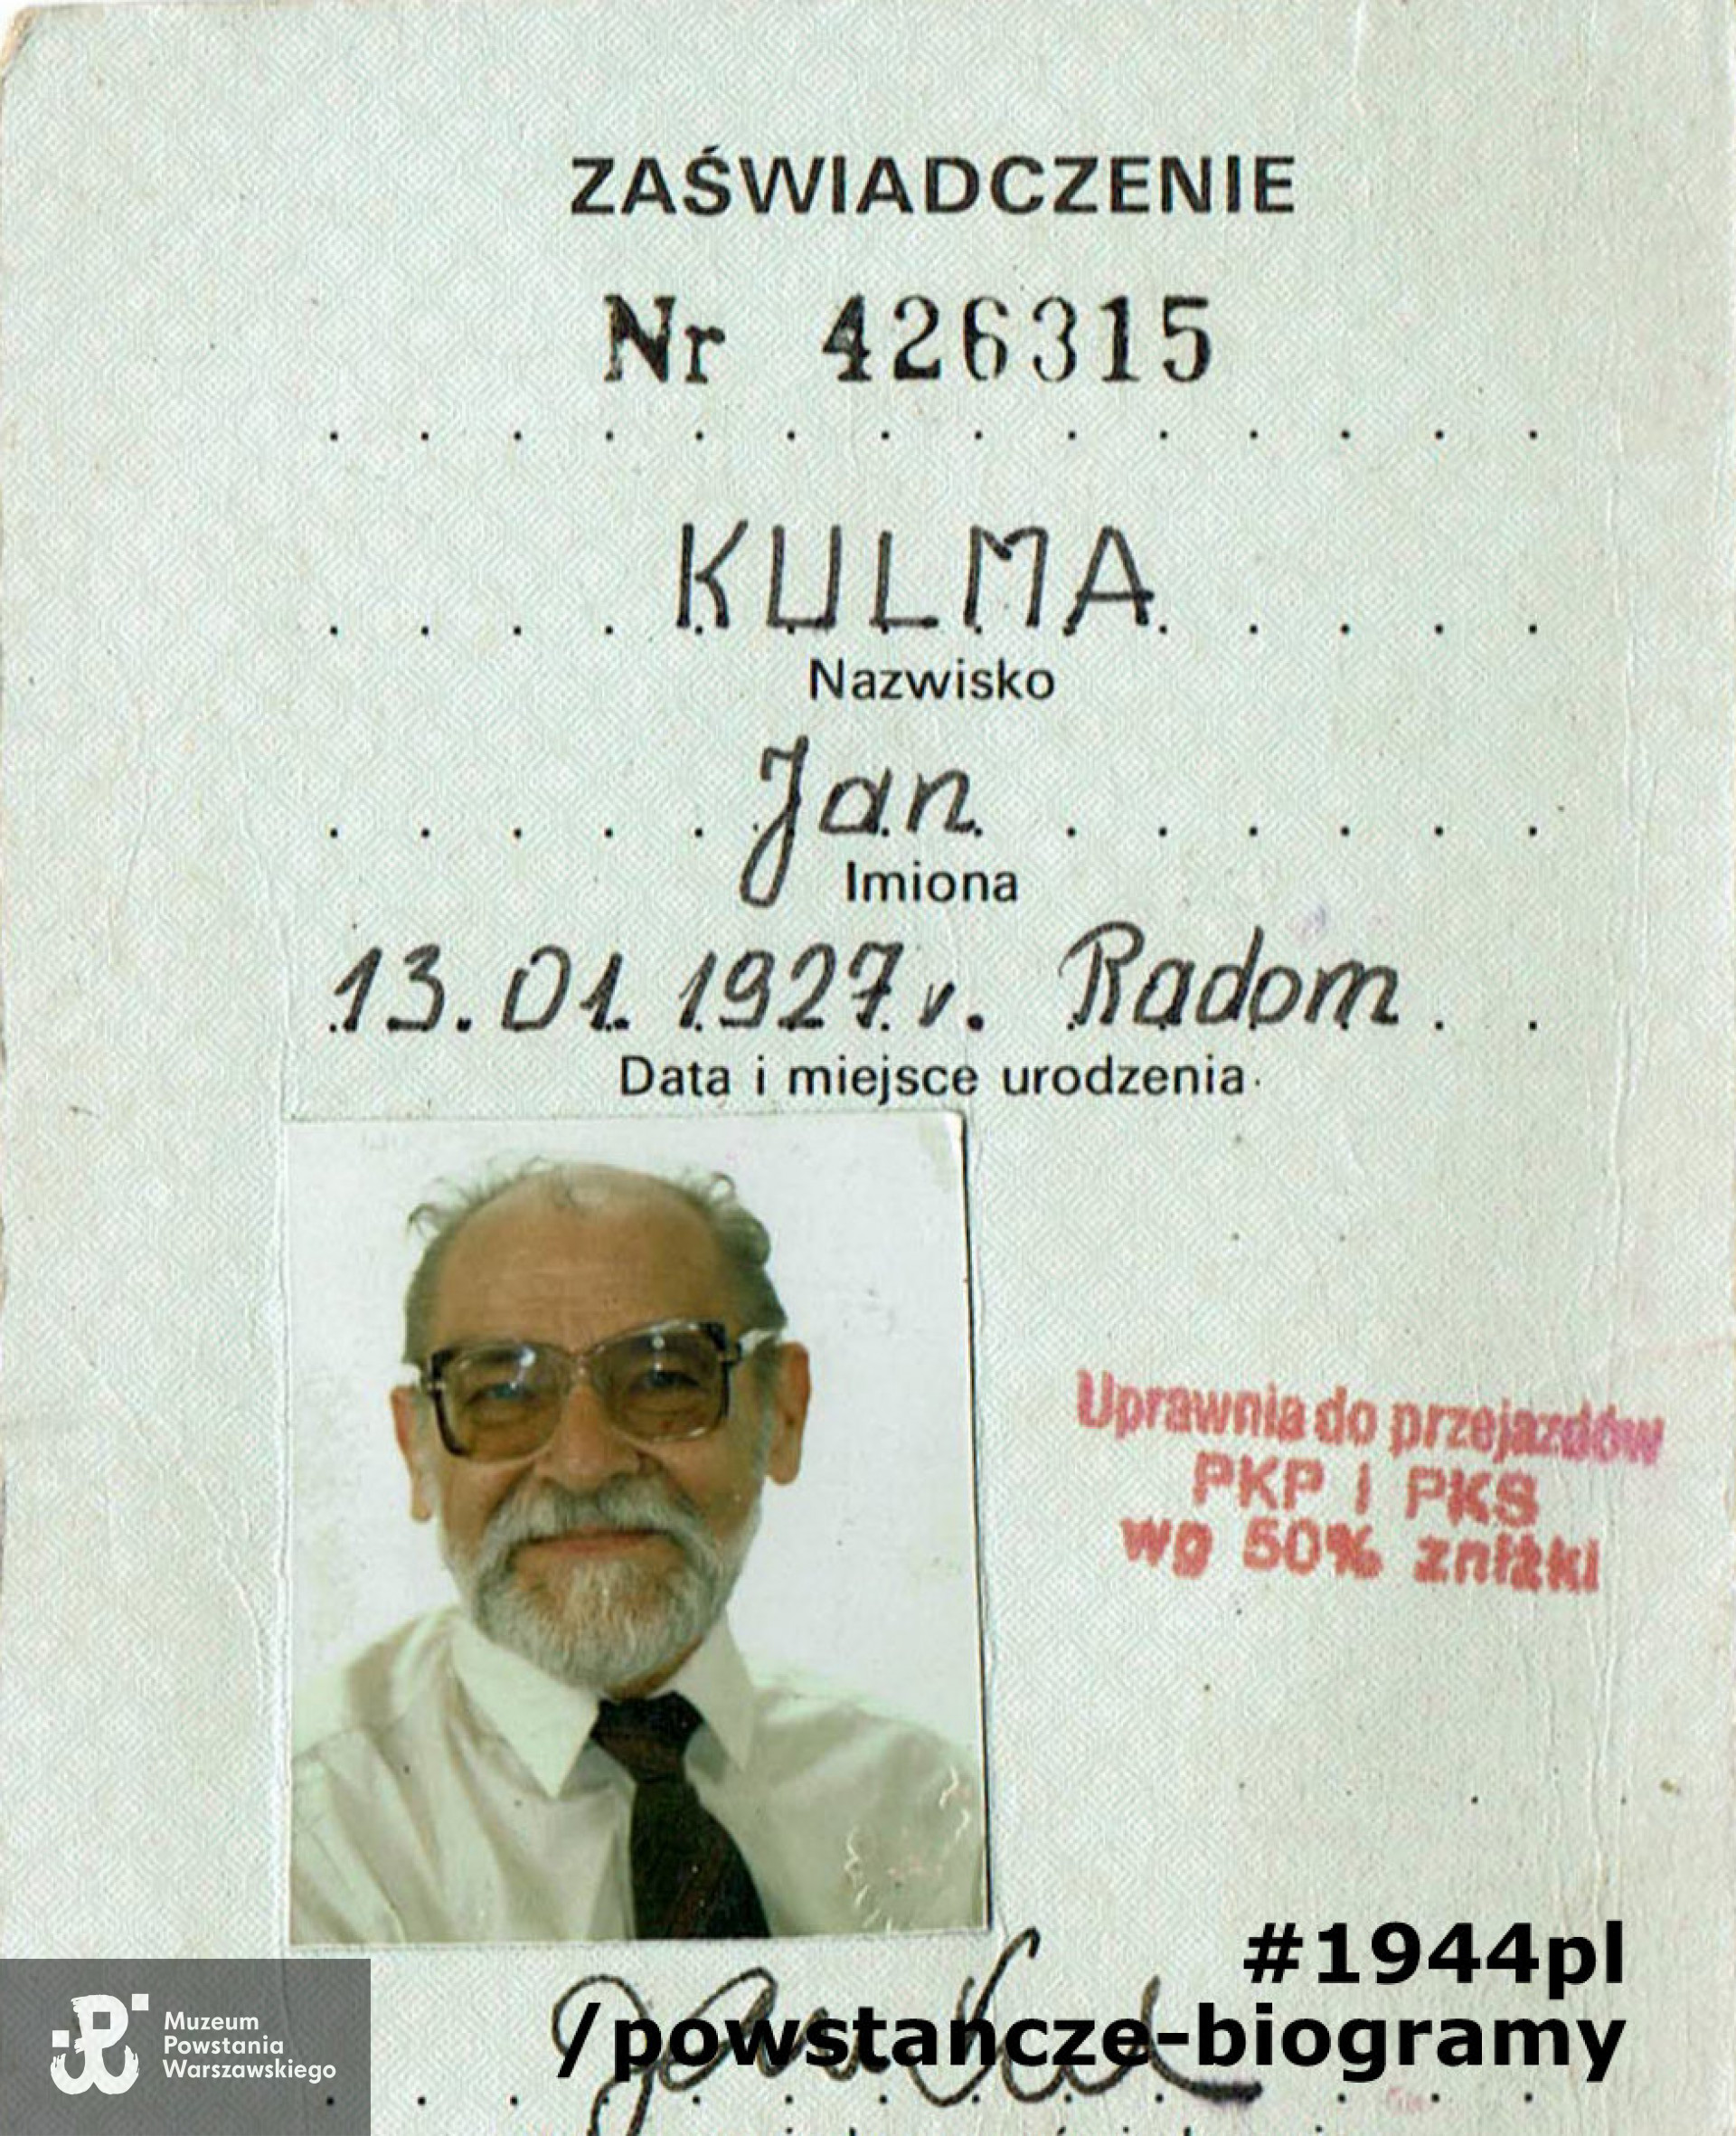 ZAŚWIADCZENIE
Nr 426315
KULMA
Nazwisko
Jan
Imiona
13.01.1927 r. Radom
Data i miejsce urodzenia
Uprawnia do przejazdów
PKP i PKS
wg 50% zniżki
#1944pl
/powstańcze-biogramy
Muzeum
Powstania
Warszawskiego